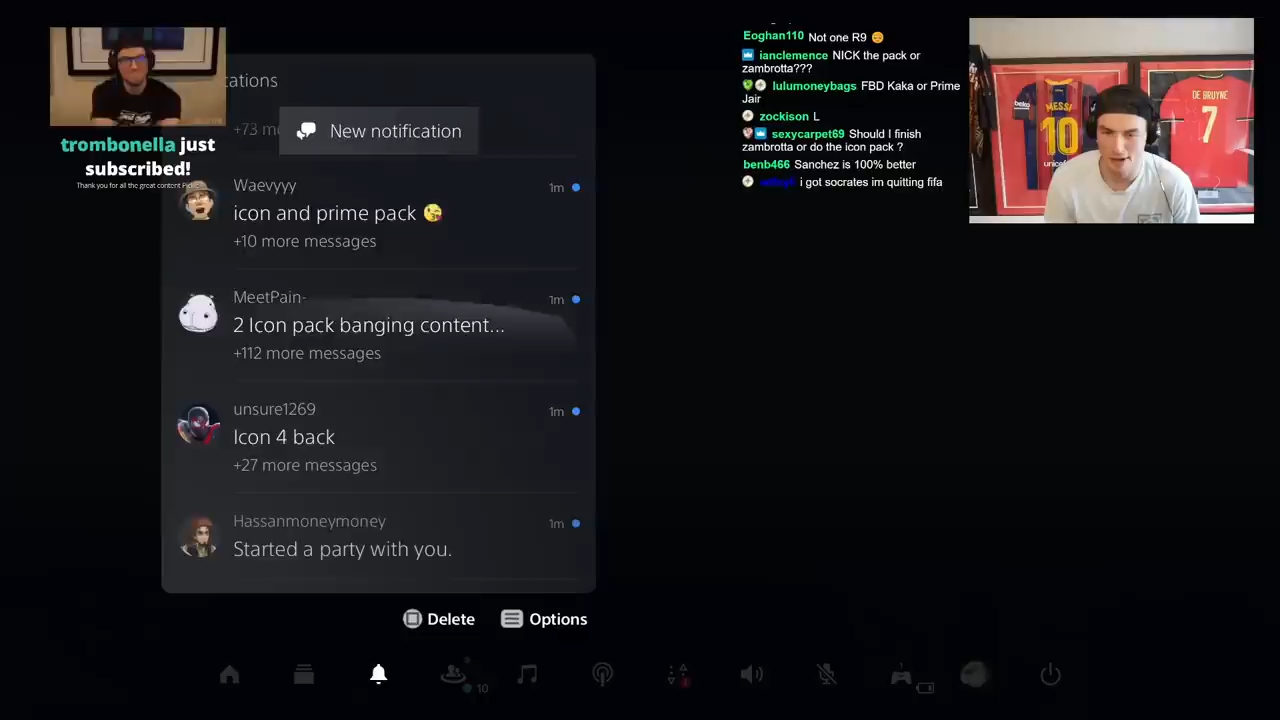 trombonella just
subscribed!
Thank you for all the great content
cations
+73
New notification
Waevyyy
1m
icon and prime pack 😘
+10 more messages
MeetPain-
1m
2 Icon pack banging content...
+112 more messages
unsure1269
1m
Icon 4 back
+27 more messages
Hassanmoneymoney
1m
Started a party with you.
Delete
Options
10
Eoghan110 Not one R9 😔
ianclemence NICK the pack or
zambrotta???
lulumoneybags FBD Kaka or Prime
Jair
zockison L
sexycarpet69 Should I finish
zambrotta or do the icon pack ?
benb466 Sanchez is 100% better
i got socrates im quitting fifa
beko
MESSI
10
unicef
DE BRUYNE
7